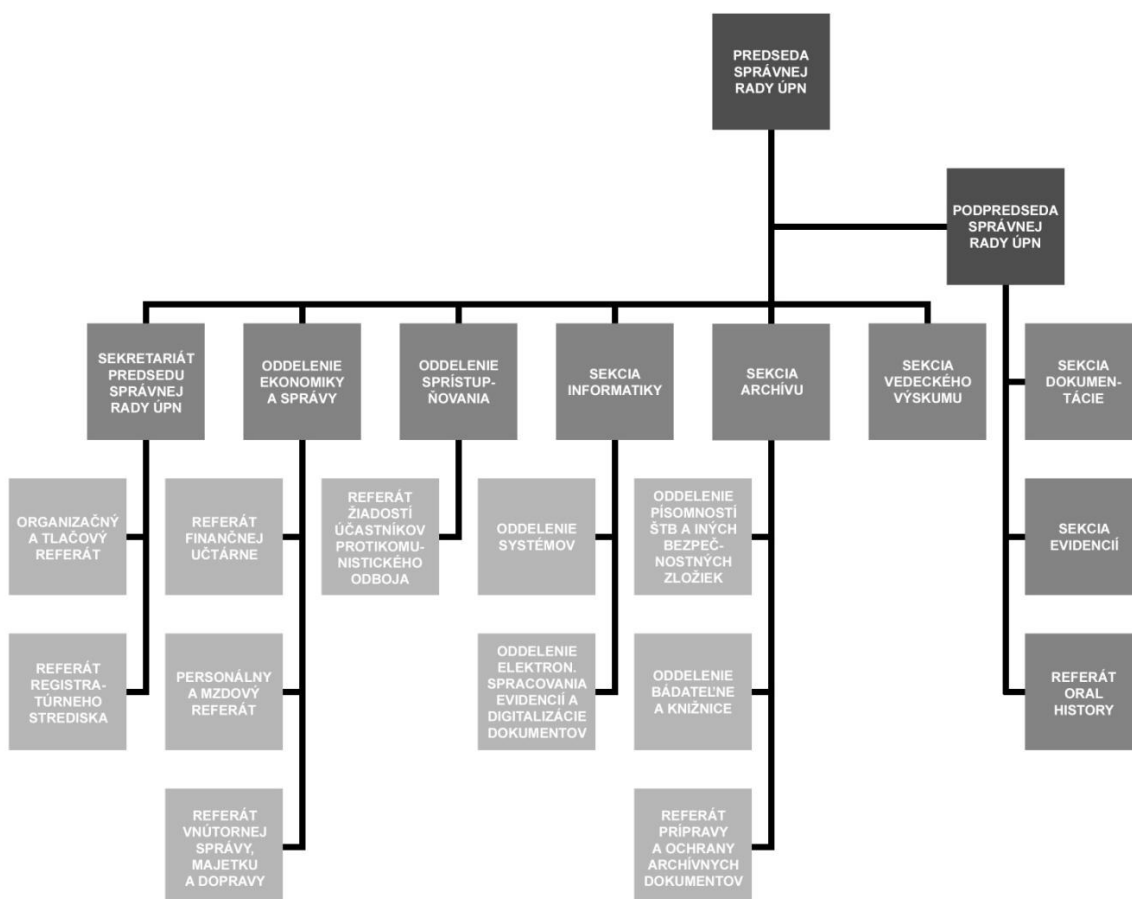 PREDSEDA
SPRÁVNEJ
RADY ÚPN
PODPREDSEDA
SPRÁVNEJ
RADY ÚPN
SEKRETARIÁT
PREDSEDU
SPRÁVNEJ
RADY ÚPN
ODDELENIE
EKONOMIKY
A SPRÁVY
ODDELENIE
SPRÍSTUP-
ŇOVANIA
SEKCIA
INFORMATIKY
SEKCIA
ARCHÍVU
SEKCIA
VEDECKÉHO
VÝSKUMU
SEKCIA
DOKUMEN-
TÁCIE
ORGANIZAČNÝ
A TLAČOVÝ
REFERÁT
REFERÁT
FINANČNEJ
UČTÁRNE
REFERÁT
ŽIADOSTÍ
ÚČASTNÍKOV
PROTIKOMU-
NISTICKÉHO
ODBOJA
ODDELENIE
SYSTÉMOV
ODDELENIE
PÍSOMNOSTÍ
ŠTB A INÝCH
BEZPEČ-
NOSTNÝCH
ZLOŽIEK
SEKCIA
EVIDENCIÍ
REFERÁT
REGISTRA-
TÚRNEHO
STREDISKA
PERSONÁLNY
A MZDOVÝ
REFERÁT
ODDELENIE
ELEKTRON.
SPRACOVANIA
EVIDENCIÍ A
DIGITALIZÁCIE
DOKUMENTOV
ODDELENIE
BÁDATEĽNE
A KNIŽNICE
REFERÁT
ORAL
HISTORY
REFERÁT
VNÚTORNEJ
SPRÁVY,
MAJETKU
A DOPRAVY
REFERÁT
PRÍPRAVY
A OCHRANY
ARCHÍVNYCH
DOKUMENTOV